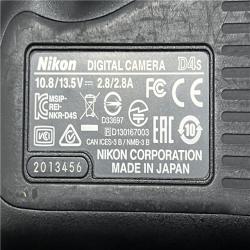 Nikon DIGITAL CAMERA D4s
10.8/13.5V ⎓ 2.8/2.8A
MSIP-
REI-
NKR-D4S
D33697
D130167003
10
CAN ICES-3 B / NMB-3 B
NIKON CORPORATION
MADE IN JAPAN
2013456